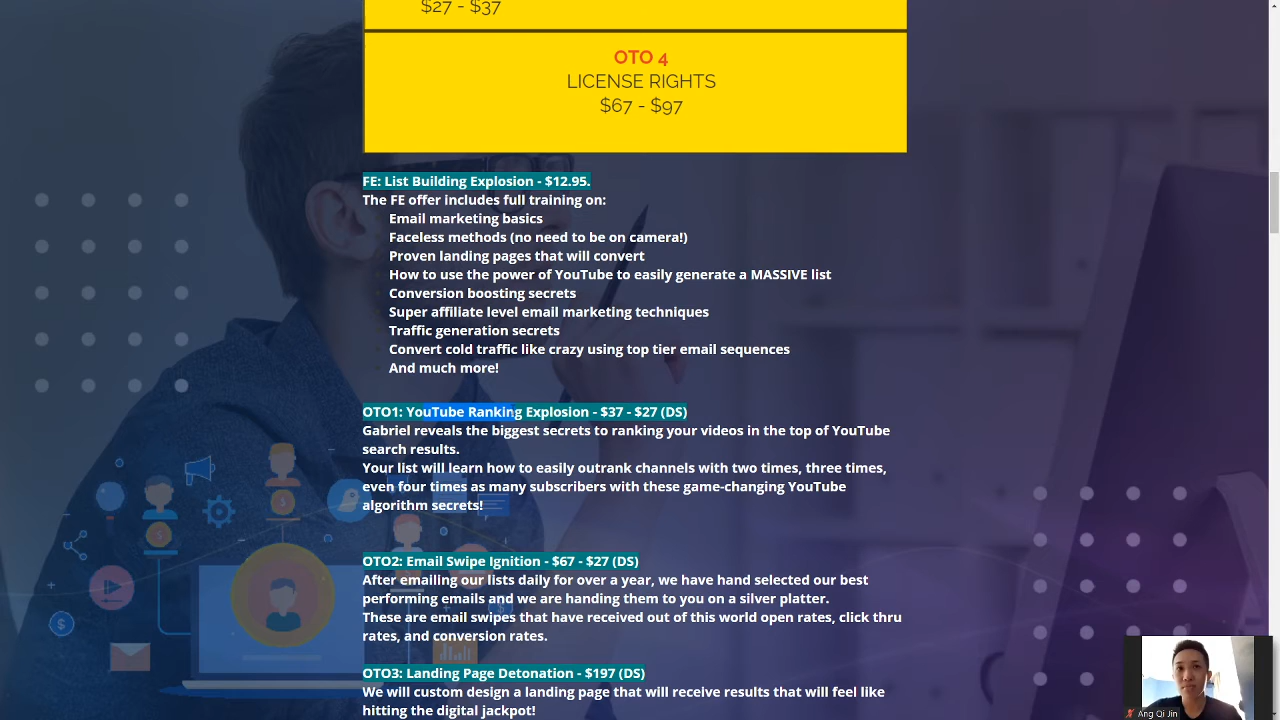 $27 - $37
OTO 4
LICENSE RIGHTS
$67 - $97
FE: List Building Explosion - $12.95.
The FE offer includes full training on:
Email marketing basics
Faceless methods (no need to be on camera!)
Proven landing pages that will convert
How to use the power of YouTube to easily generate a MASSIVE list
Conversion boosting secrets
Super affiliate level email marketing techniques
Traffic generation secrets
Convert cold traffic like crazy using top tier email sequences
And much more!
OTO1: YouTube Ranking Explosion - $37 - $27 (DS)
Gabriel reveals the biggest secrets to ranking your videos in the top of YouTube
search results.
Your list will learn how to easily outrank channels with two times, three times,
even four times as many subscribers with these game-changing YouTube
algorithm secrets!
OTO2: Email Swipe Ignition - $67 - $27 (DS)
After emailing our lists daily for over a year, we have hand selected our best
performing emails and we are handing them to you on a silver platter.
These are email swipes that have received out of this world open rates, click thru
rates, and conversion rates.
OTO3: Landing Page Detonation - $197 (DS)
We will custom design a landing page that will receive results that will feel like
hitting the digital jackpot!
Ang Qi Jin